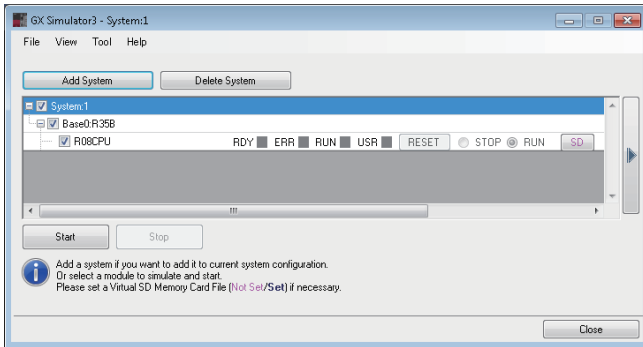 GX Simulator3 - System:1
File View Tool Help
Add System Delete System
System:1
Base0:R35B
R08CPU RDY ERR RUN USR RESET STOP RUN SD
Start Stop
Add a system if you want to add it to current system configuration.
Or select a module to simulate and start.
Please set a Virtual SD Memory Card File (Not Set/Set) if necessary.
Close